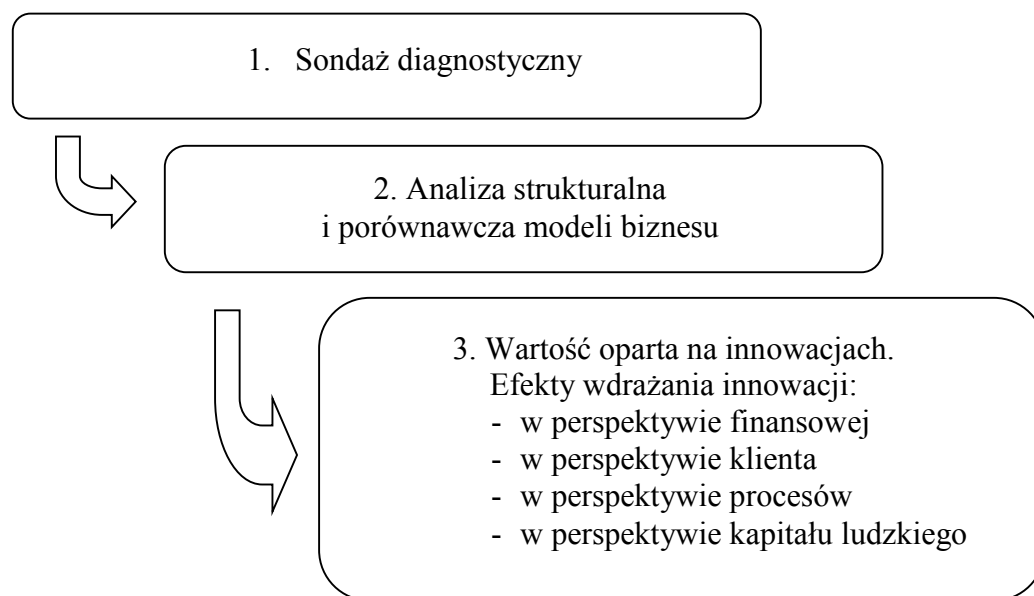 1. Sondaż diagnostyczny
2. Analiza strukturalna
i porównawcza modeli biznesu
3. Wartość oparta na innowacjach.
Efekty wdrażania innowacji:
- w perspektywie finansowej
- w perspektywie klienta
- w perspektywie procesów
- w perspektywie kapitału ludzkiego